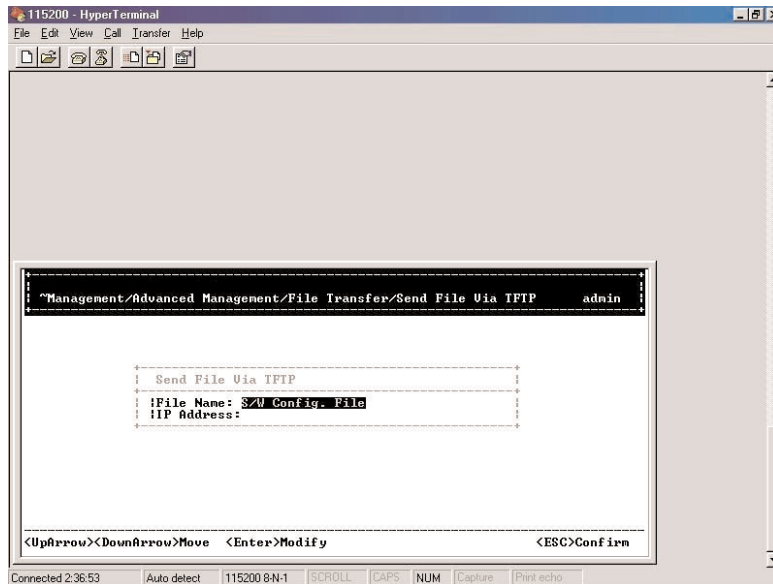 115200 - HyperTerminal
File Edit View Call Transfer Help
~Management/Advanced Management/File Transfer/Send File Via TFTP admin
Send File Via TFTP
File Name: S/W Config. File
IP Address:
<UpArrow><DownArrow>Move <Enter>Modify <ESC>Confirm
Connected 2:36:53 Auto detect 115200 8-N-1 SCROLL CAPS NUM Capture Print echo